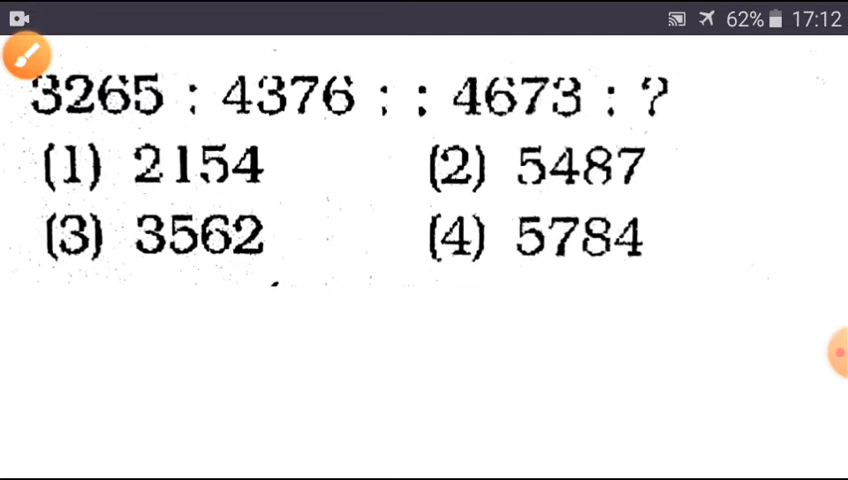 62% 17:12
3265 : 4376 : : 4673 : ?
(1) 2154 (2) 5487
(3) 3562 (4) 5784